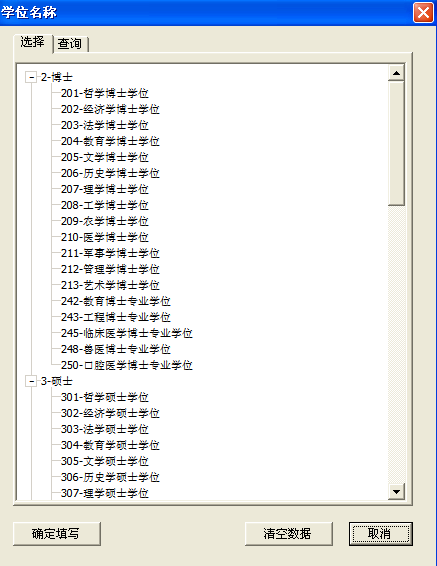 学位名称
选择 查询
2-博士
201-哲学博士学位
202-经济学博士学位
203-法学博士学位
204-教育学博士学位
205-文学博士学位
206-历史学博士学位
207-理学博士学位
208-工学博士学位
209-农学博士学位
210-医学博士学位
211-军事学博士学位
212-管理学博士学位
213-艺术学博士学位
242-教育博士专业学位
243-工程博士专业学位
245-临床医学博士专业学位
248-兽医博士专业学位
250-口腔医学博士专业学位
3-硕士
301-哲学硕士学位
302-经济学硕士学位
303-法学硕士学位
304-教育学硕士学位
305-文学硕士学位
306-历史学硕士学位
307-理学硕士学位
确定填写 清空数据 取消